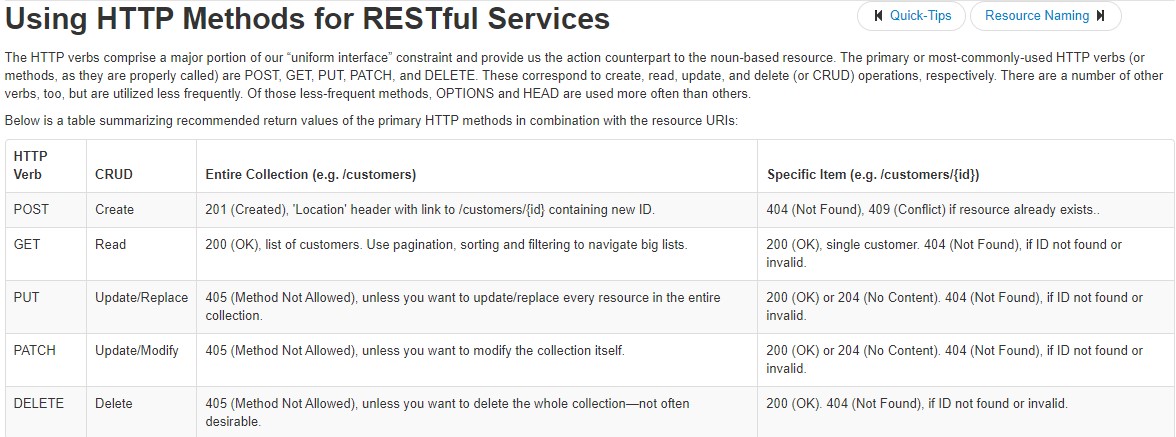 Using HTTP Methods for RESTful Services
Quick-Tips
Resource Naming
The HTTP verbs comprise a major portion of our “uniform interface” constraint and provide us the action counterpart to the noun-based resource. The primary or most-commonly-used HTTP verbs (or
methods, as they are properly called) are POST, GET, PUT, PATCH, and DELETE. These correspond to create, read, update, and delete (or CRUD) operations, respectively. There are a number of other
verbs, too, but are utilized less frequently. Of those less-frequent methods, OPTIONS and HEAD are used more often than others.
Below is a table summarizing recommended return values of the primary HTTP methods in combination with the resource URIs:
HTTP
Verb
CRUD
Entire Collection (e.g. /customers)
Specific Item (e.g. /customers/{id})
POST
Create
201 (Created), 'Location' header with link to /customers/{id} containing new ID.
404 (Not Found), 409 (Conflict) if resource already exists..
GET
Read
200 (OK), list of customers. Use pagination, sorting and filtering to navigate big lists.
200 (OK), single customer. 404 (Not Found), if ID not found or
invalid.
PUT
Update/Replace
405 (Method Not Allowed), unless you want to update/replace every resource in the entire
collection.
200 (OK) or 204 (No Content). 404 (Not Found), if ID not found or
invalid.
PATCH
Update/Modify
405 (Method Not Allowed), unless you want to modify the collection itself.
200 (OK) or 204 (No Content). 404 (Not Found), if ID not found or
invalid.
DELETE
Delete
405 (Method Not Allowed), unless you want to delete the whole collection—not often
desirable.
200 (OK). 404 (Not Found), if ID not found or invalid.